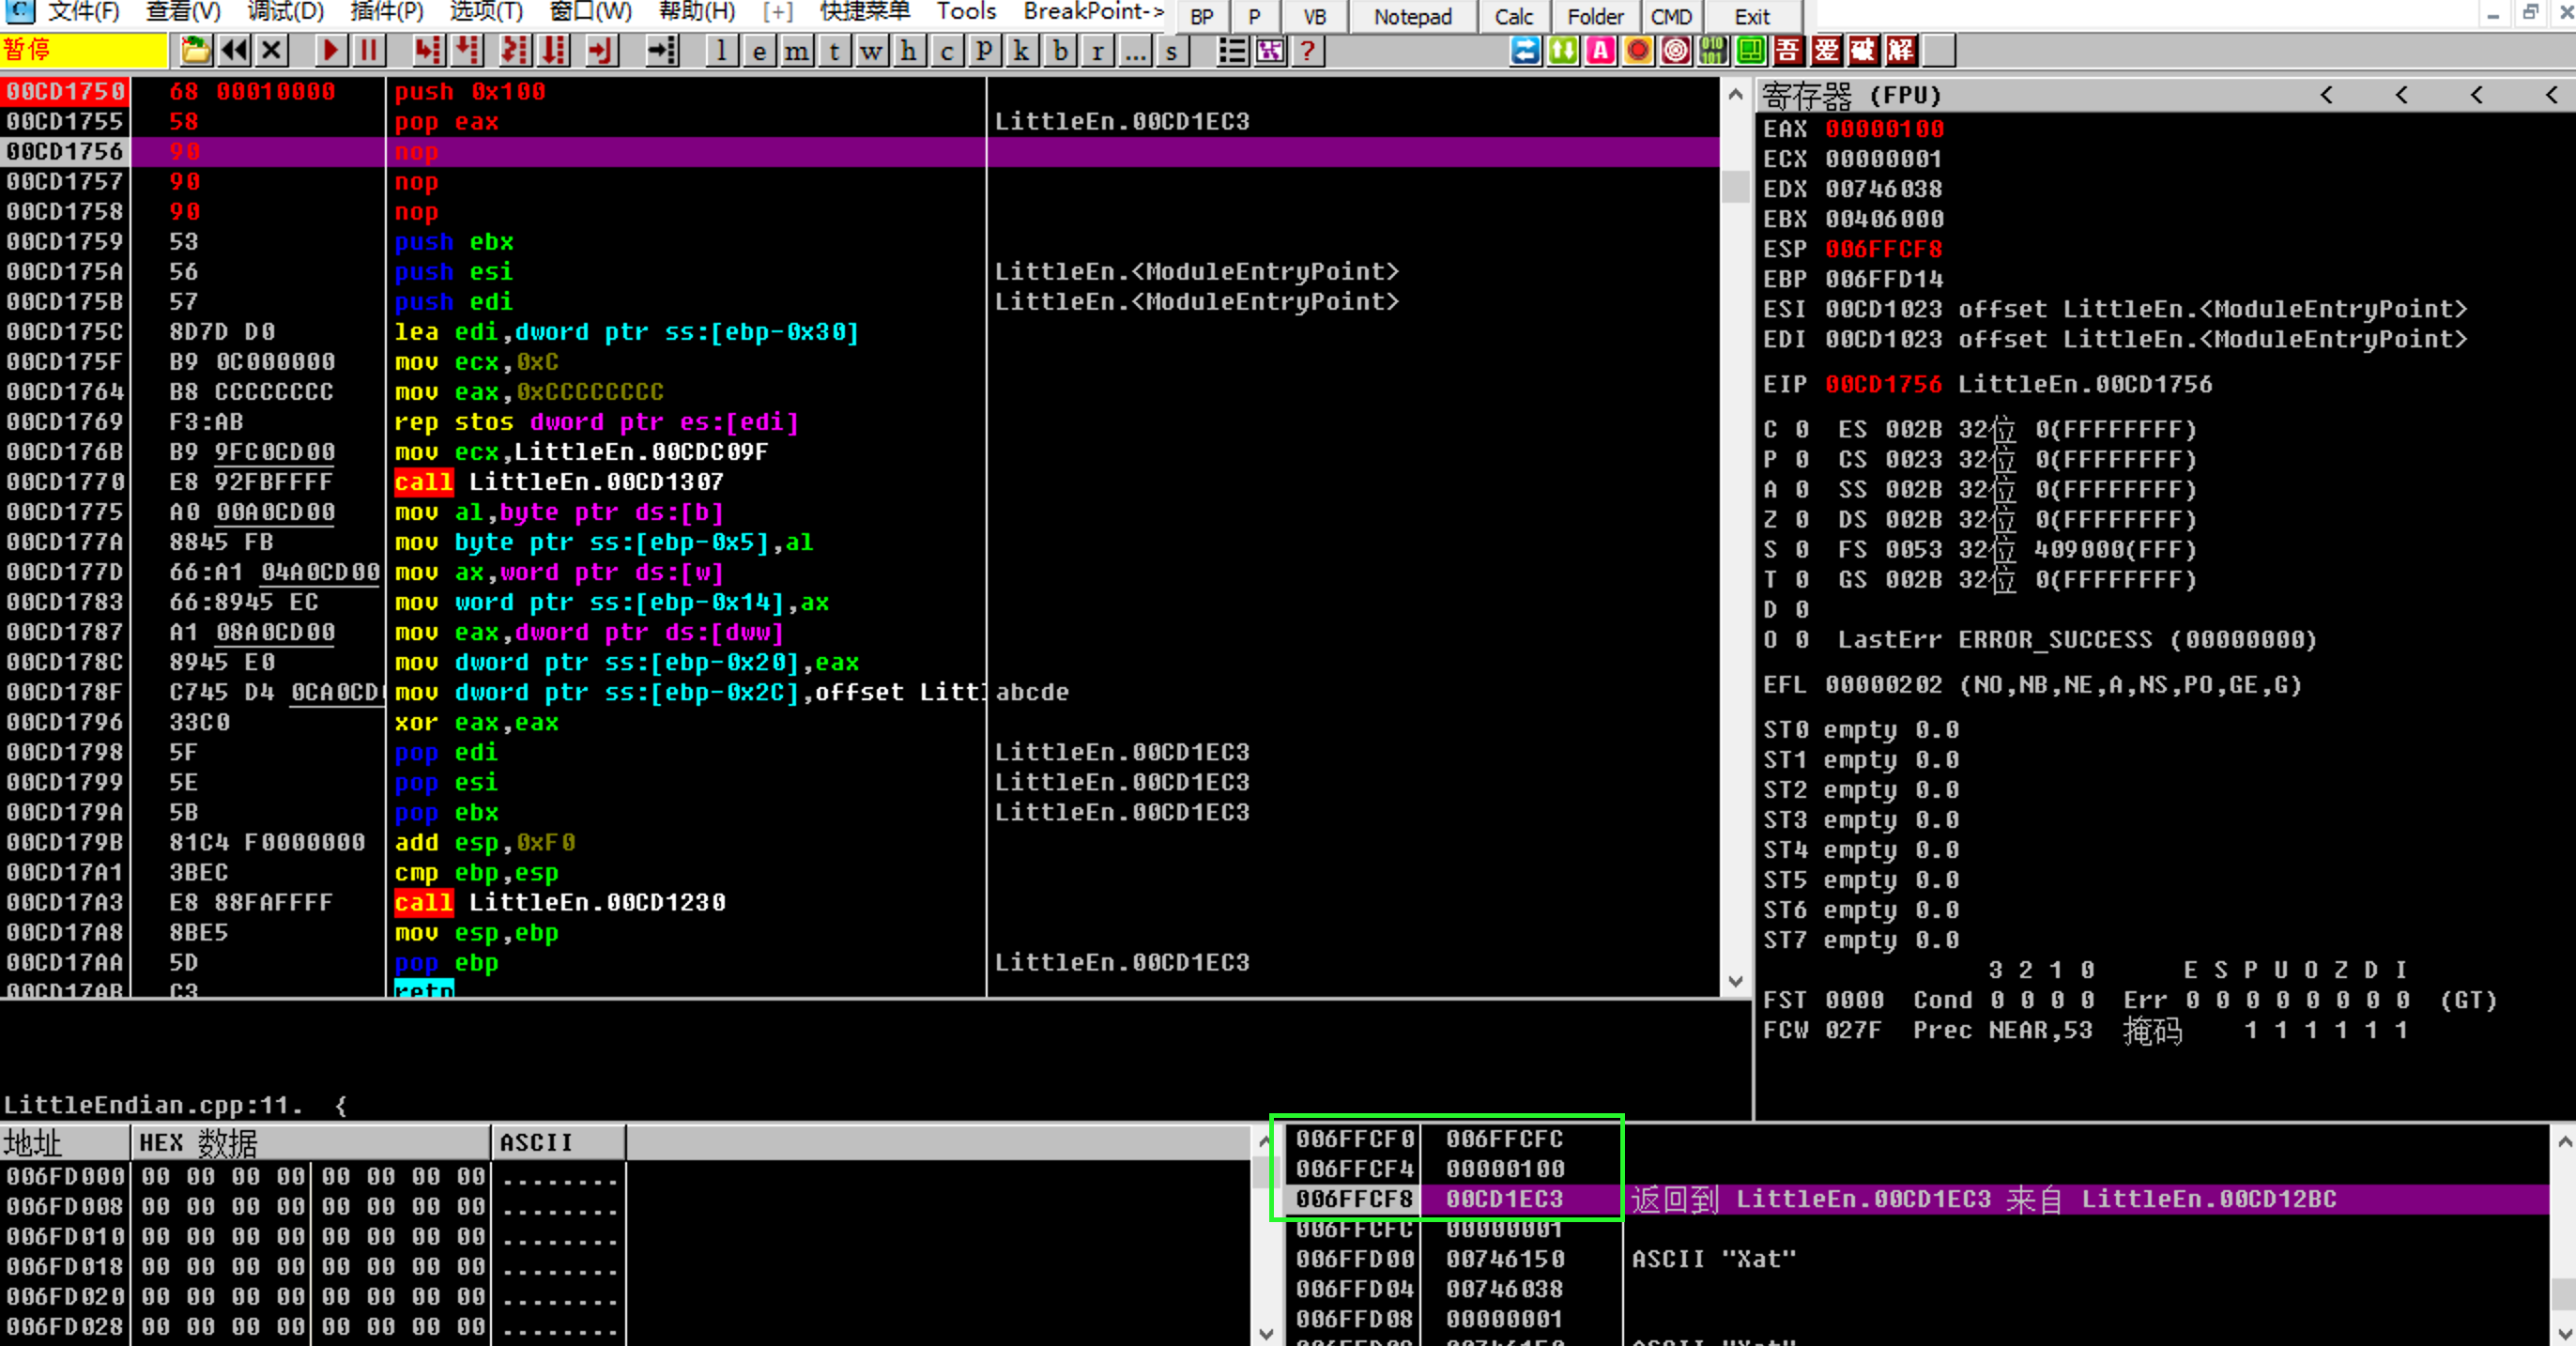 文件(F) 查看(V) 调试(D) 插件(P) 选项(T) 窗口(W) 帮助(H) [+] 快捷菜单 Tools BreakPoint-> BP P VB Notepad Calc Folder CMD Exit
暂停 l e m t w h c p k b r ... s ? 吾 爱 破 解
00CD1750 68 00010000 push 0x100
00CD1755 58 pop eax LittleEn.00CD1EC3
00CD1756 90 nop
00CD1757 90 nop
00CD1758 90 nop
00CD1759 53 push ebx
00CD175A 56 push esi LittleEn.<ModuleEntryPoint>
00CD175B 57 push edi LittleEn.<ModuleEntryPoint>
00CD175C 8D7D D0 lea edi,dword ptr ss:[ebp-0x30]
00CD175F B9 0C000000 mov ecx,0xC
00CD1764 B8 CCCCCCCC mov eax,0xCCCCCCCC
00CD1769 F3:AB rep stos dword ptr es:[edi]
00CD176B B9 9FC0CD00 mov ecx,LittleEn.00CDC09F
00CD1770 E8 92FBFFFF call LittleEn.00CD1307
00CD1775 A0 00A0CD00 mov al,byte ptr ds:[b]
00CD177A 8845 FB mov byte ptr ss:[ebp-0x5],al
00CD177D 66:A1 04A0CD00 mov ax,word ptr ds:[w]
00CD1783 66:8945 EC mov word ptr ss:[ebp-0x14],ax
00CD1787 A1 08A0CD00 mov eax,dword ptr ds:[dww]
00CD178C 8945 E0 mov dword ptr ss:[ebp-0x20],eax
00CD178F C745 D4 0CA0CD mov dword ptr ss:[ebp-0x2C],offset Littl abcde
00CD1796 33C0 xor eax,eax
00CD1798 5F pop edi LittleEn.00CD1EC3
00CD1799 5E pop esi LittleEn.00CD1EC3
00CD179A 5B pop ebx LittleEn.00CD1EC3
00CD179B 81C4 F0000000 add esp,0xF0
00CD17A1 3BEC cmp ebp,esp
00CD17A3 E8 88FAFFFF call LittleEn.00CD1230
00CD17A8 8BE5 mov esp,ebp
00CD17AA 5D pop ebp LittleEn.00CD1EC3
00CD17AB C3 retn
LittleEndian.cpp:11. {
寄存器 (FPU) < < < <
EAX 00000100
ECX 00000001
EDX 00746038
EBX 00406000
ESP 006FFCF8
EBP 006FFD14
ESI 00CD1023 offset LittleEn.<ModuleEntryPoint>
EDI 00CD1023 offset LittleEn.<ModuleEntryPoint>
EIP 00CD1756 LittleEn.00CD1756
C 0 ES 002B 32位 0(FFFFFFFF)
P 0 CS 0023 32位 0(FFFFFFFF)
A 0 SS 002B 32位 0(FFFFFFFF)
Z 0 DS 002B 32位 0(FFFFFFFF)
S 0 FS 0053 32位 409000(FFF)
T 0 GS 002B 32位 0(FFFFFFFF)
D 0
O 0 LastErr ERROR_SUCCESS (00000000)
EFL 00000202 (NO,NB,NE,A,NS,PO,GE,G)
ST0 empty 0.0
ST1 empty 0.0
ST2 empty 0.0
ST3 empty 0.0
ST4 empty 0.0
ST5 empty 0.0
ST6 empty 0.0
ST7 empty 0.0
3 2 1 0 E S P U O Z D I
FST 0000 Cond 0 0 0 0 Err 0 0 0 0 0 0 0 0 (GT)
FCW 027F Prec NEAR,53 掩码 1 1 1 1 1 1
地址 HEX 数据 ASCII
006FD000 00 00 00 00 00 00 00 00 ........
006FD008 00 00 00 00 00 00 00 00 ........
006FD010 00 00 00 00 00 00 00 00 ........
006FD018 00 00 00 00 00 00 00 00 ........
006FD020 00 00 00 00 00 00 00 00 ........
006FD028 00 00 00 00 00 00 00 00 ........
006FFCF0 006FFCFC
006FFCF4 00000100
006FFCF8 00CD1EC3 返回到 LittleEn.00CD1EC3 来自 LittleEn.00CD12BC
006FFCFC 00000001
006FFD00 00746150 ASCII "Xat"
006FFD04 00746038
006FFD08 00000001